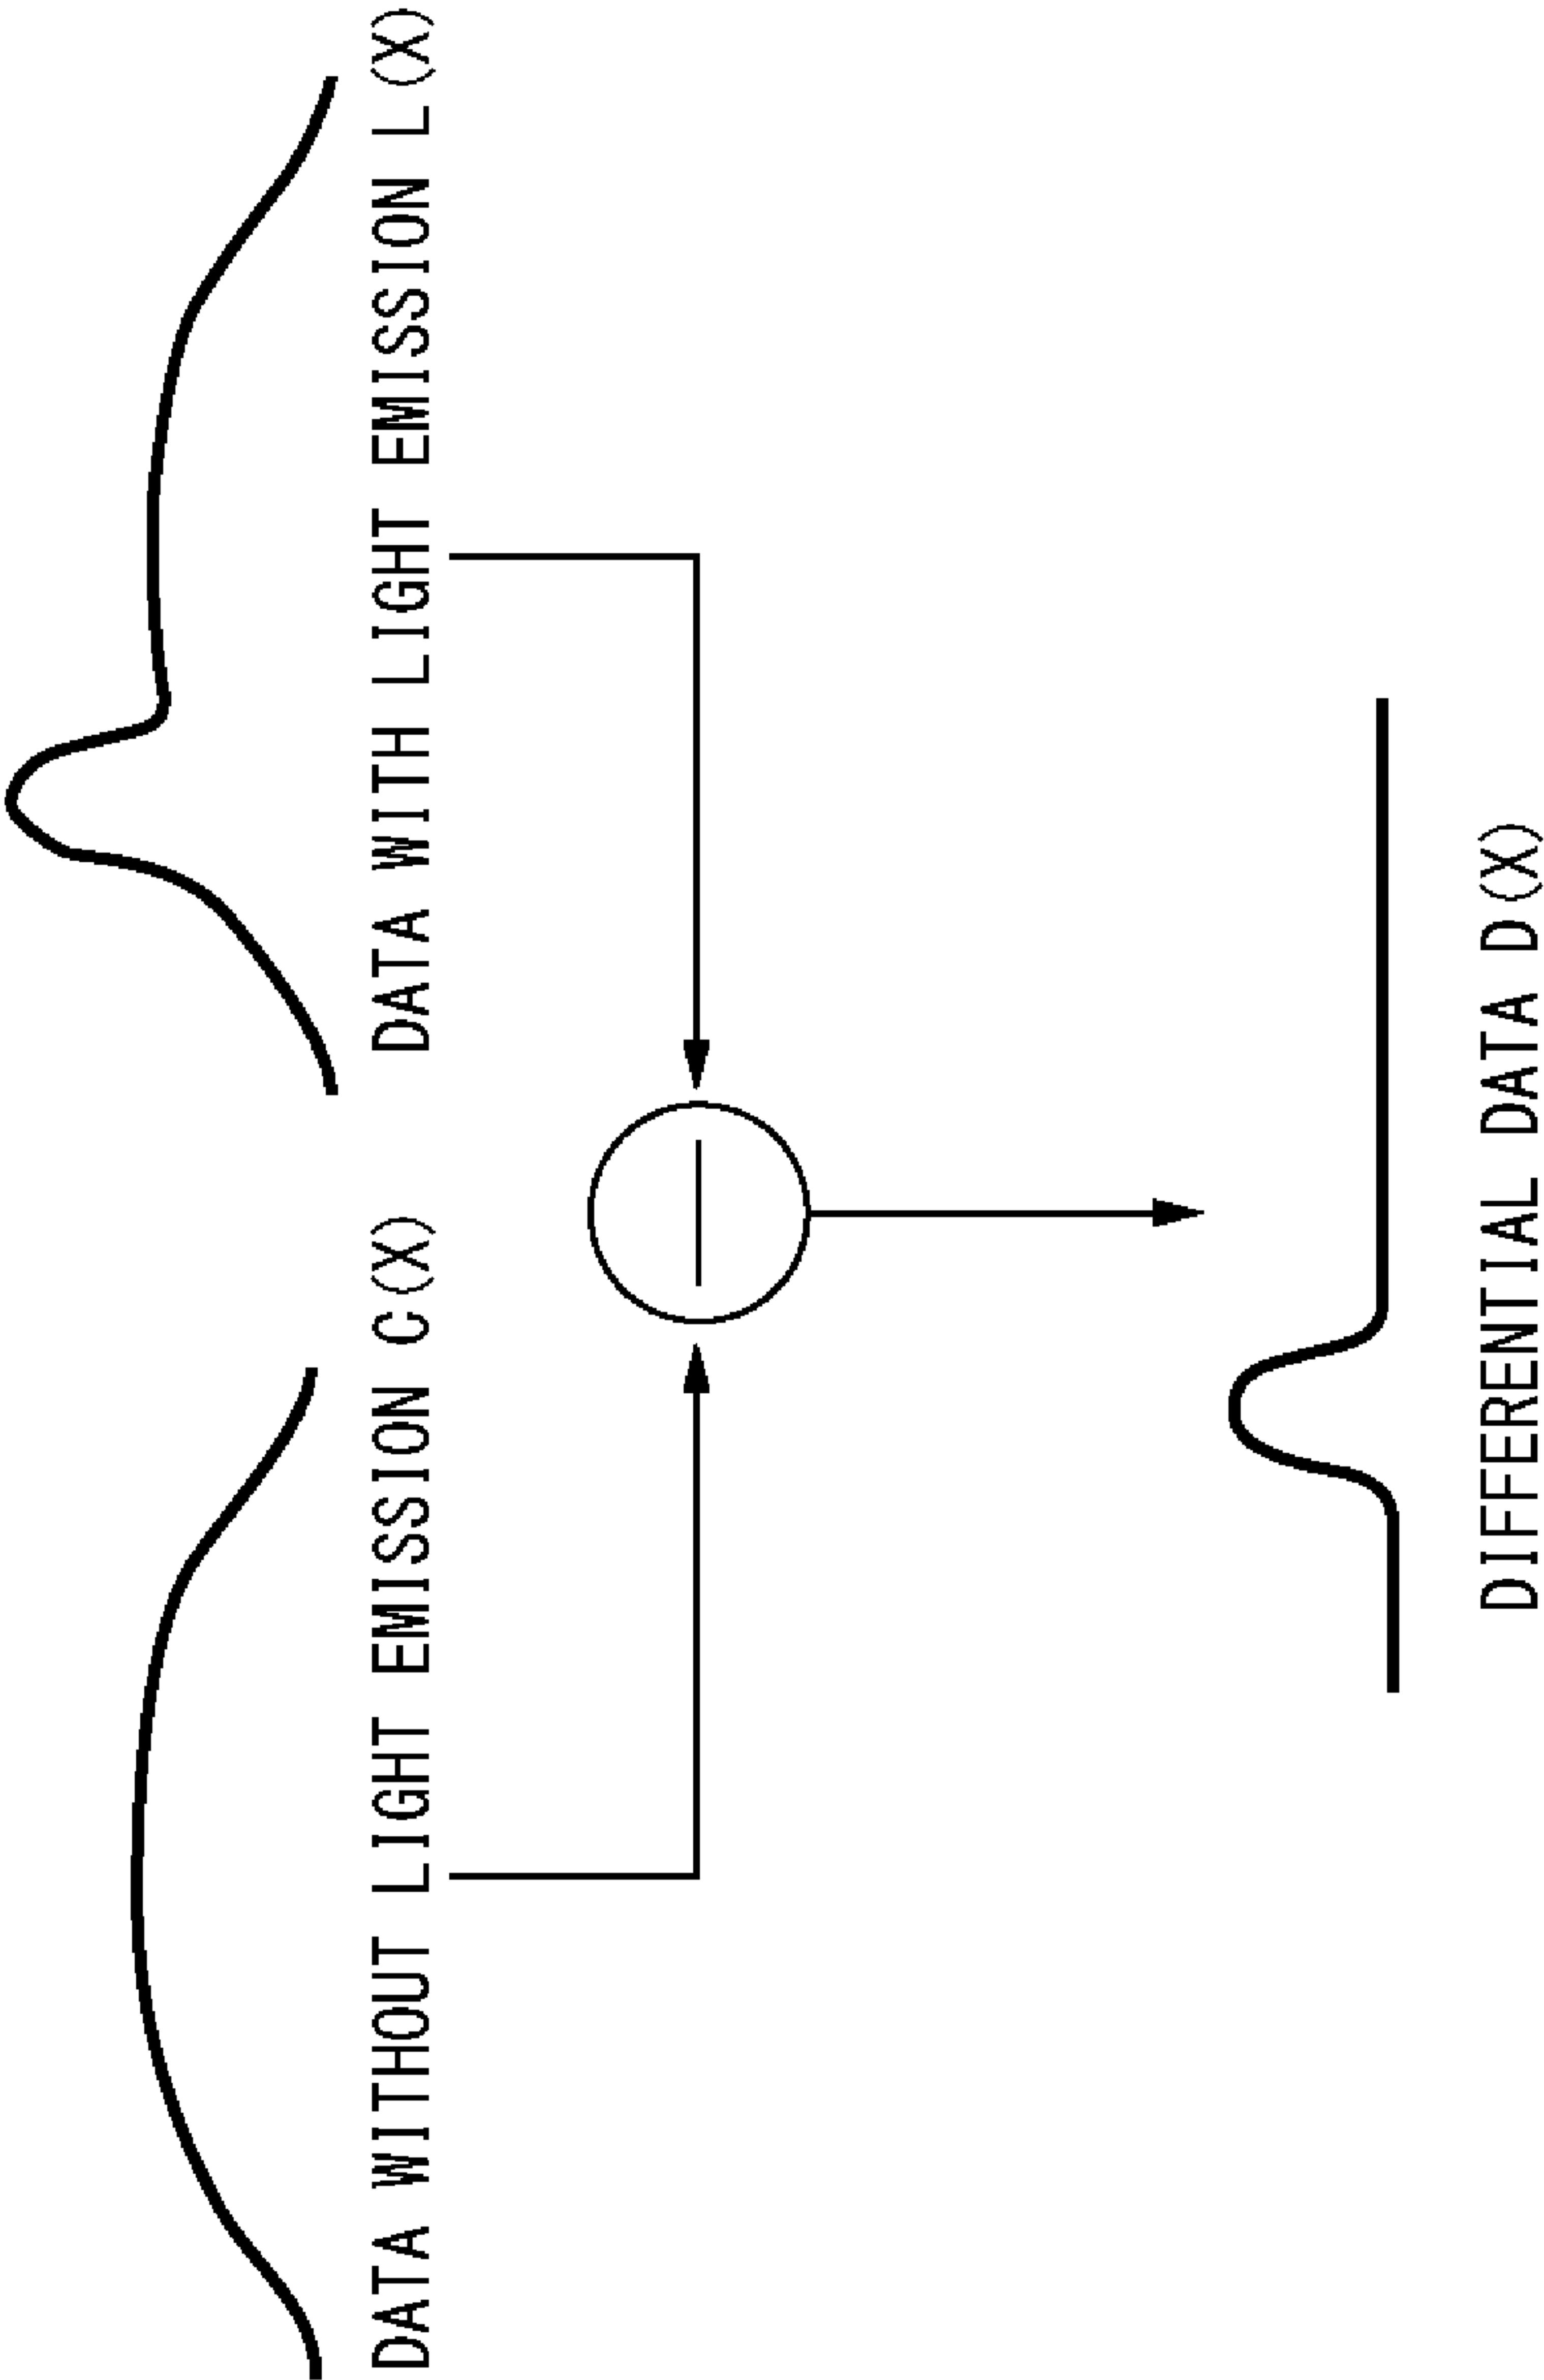 DATA WITHOUT LIGHT EMISSION C(X)
DATA WITH LIGHT EMISSION L(X)
DIFFERENTIAL DATA D(X)